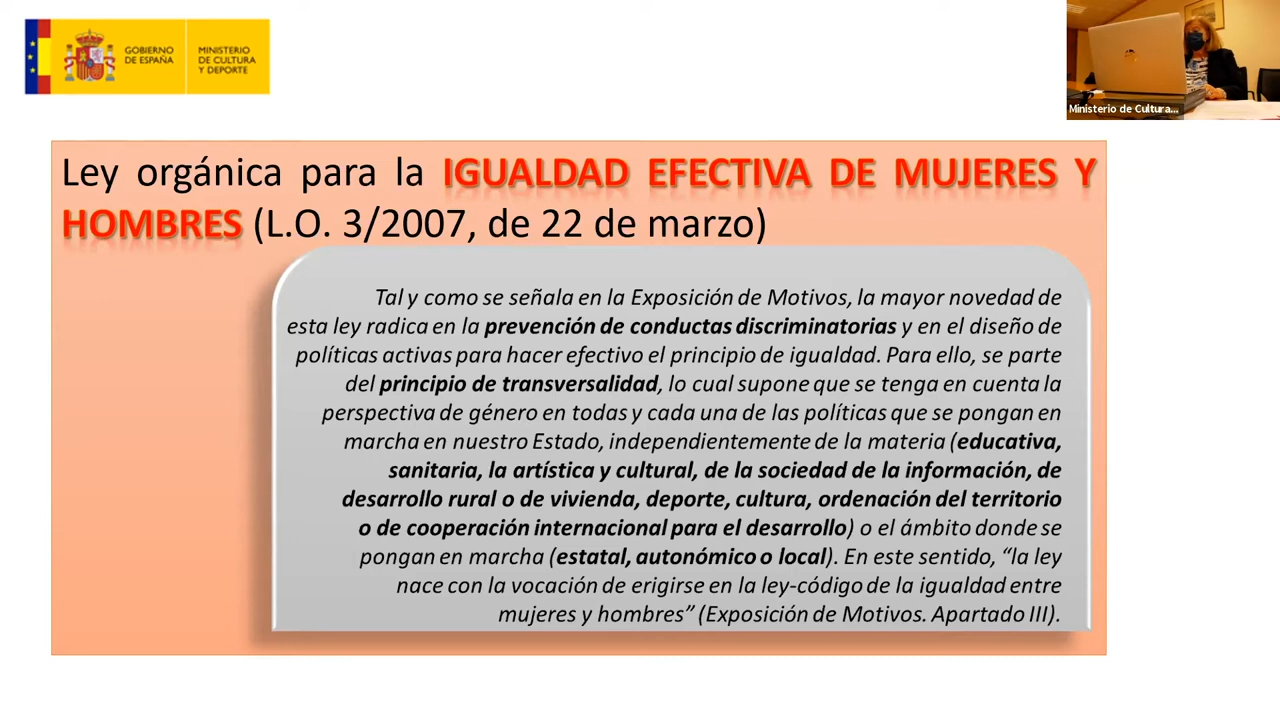 GOBIERNO
DE ESPAÑA
MINISTERIO
DE CULTURA
Y DEPORTE
Ministerio de Cultura...
Ley orgánica para la IGUALDAD EFECTIVA DE MUJERES Y
HOMBRES (L.O. 3/2007, de 22 de marzo)
Tal y como se señala en la Exposición de Motivos, la mayor novedad de
esta ley radica en la prevención de conductas discriminatorias y en el diseño de
políticas activas para hacer efectivo el principio de igualdad. Para ello, se parte
del principio de transversalidad, lo cual supone que se tenga en cuenta la
perspectiva de género en todas y cada una de las políticas que se pongan en
marcha en nuestro Estado, independientemente de la materia (educativa,
sanitaria, la artística y cultural, de la sociedad de la información, de
desarrollo rural o de vivienda, deporte, cultura, ordenación del territorio
o de cooperación internacional para el desarrollo) o el ámbito donde se
pongan en marcha (estatal, autonómico o local). En este sentido, “la ley
nace con la vocación de erigirse en la ley-código de la igualdad entre
mujeres y hombres” (Exposición de Motivos. Apartado III).